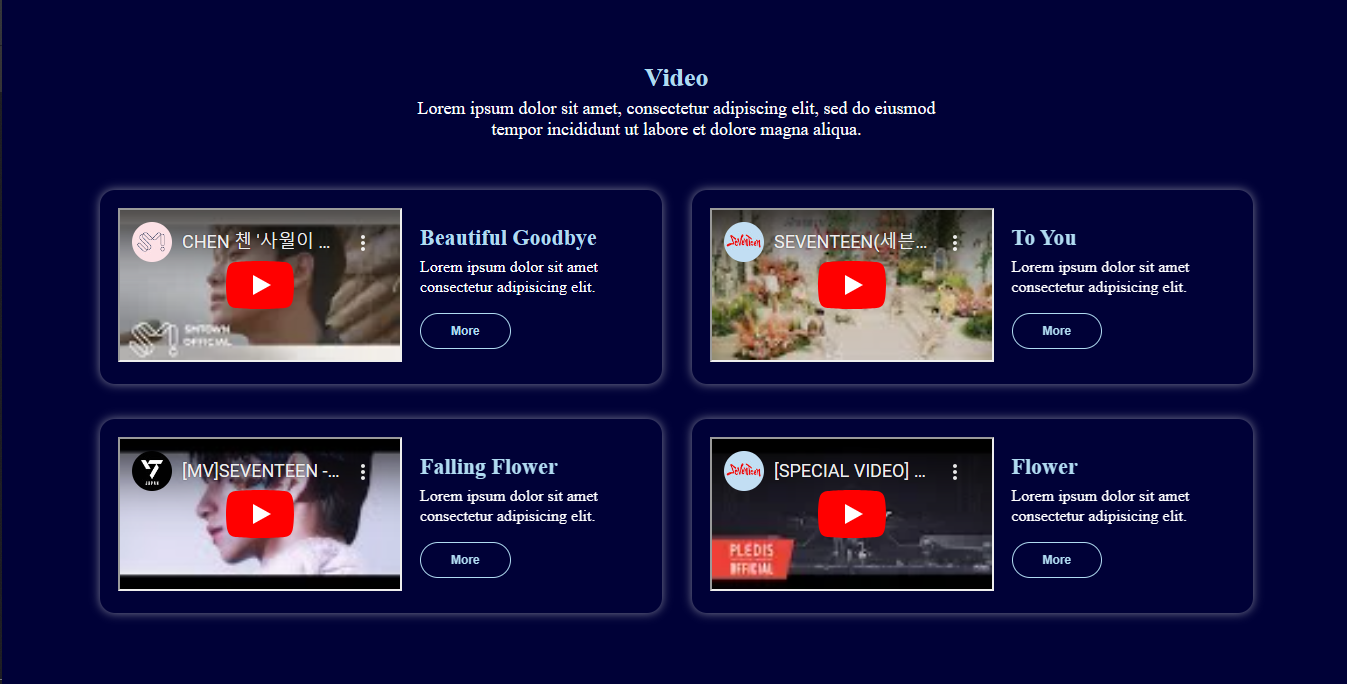 Video
Lorem ipsum dolor sit amet, consectetur adipiscing elit, sed do eiusmod
tempor incididunt ut labore et dolore magna aliqua.
CHEN 첸 '사월이 ...
SMTOWN
OFFICIAL
Beautiful Goodbye
Lorem ipsum dolor sit amet
consectetur adipisicing elit.
More
Seventeen
SEVENTEEN(세븐...
To You
Lorem ipsum dolor sit amet
consectetur adipisicing elit.
More
JAPAN
[MV]SEVENTEEN -...
Falling Flower
Lorem ipsum dolor sit amet
consectetur adipisicing elit.
More
Seventeen
[SPECIAL VIDEO] ...
PLEDIS
OFFICIAL
Flower
Lorem ipsum dolor sit amet
consectetur adipisicing elit.
More